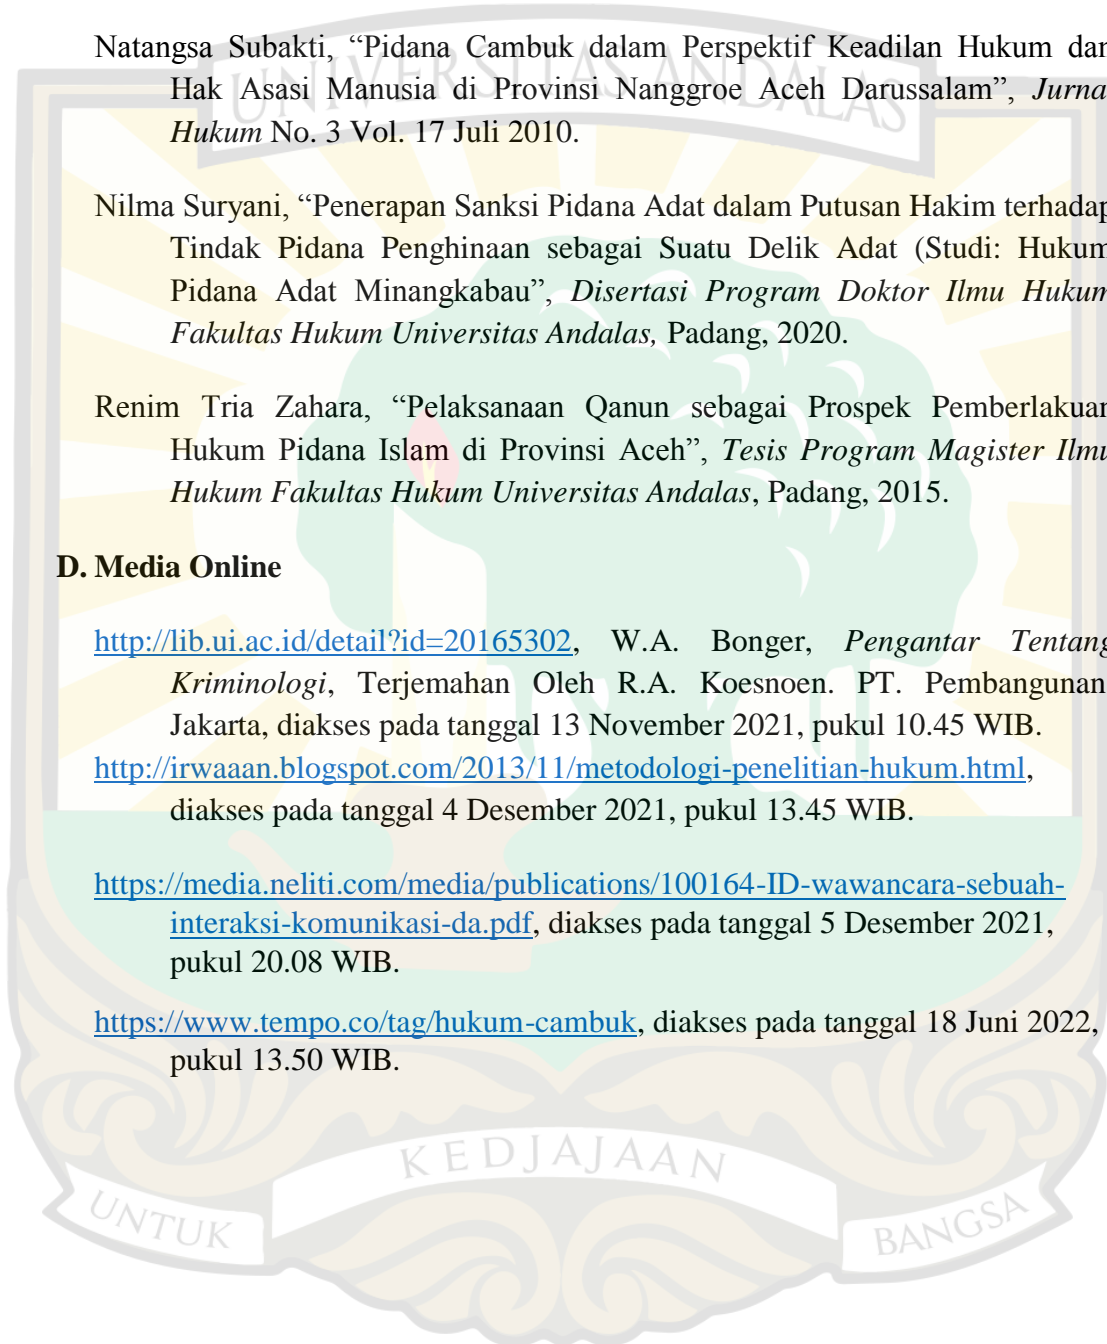 Natangsa Subakti, “Pidana Cambuk dalam Perspektif Keadilan Hukum dan
Hak Asasi Manusia di Provinsi Nanggroe Aceh Darussalam”, Jurna
Hukum No. 3 Vol. 17 Juli 2010.
Nilma Suryani, “Penerapan Sanksi Pidana Adat dalam Putusan Hakim terhadap
Tindak Pidana Penghinaan sebagai Suatu Delik Adat (Studi: Hukum
Pidana Adat Minangkabau”, Disertasi Program Doktor Ilmu Hukum
Fakultas Hukum Universitas Andalas, Padang, 2020.
Renim Tria Zahara, “Pelaksanaan Qanun sebagai Prospek Pemberlakuan
Hukum Pidana Islam di Provinsi Aceh”, Tesis Program Magister Ilmu
Hukum Fakultas Hukum Universitas Andalas, Padang, 2015.
D. Media Online
http://lib.ui.ac.id/detail?id=20165302, W.A. Bonger, Pengantar Tentang
Kriminologi, Terjemahan Oleh R.A. Koesnoen. PT. Pembangunan
Jakarta, diakses pada tanggal 13 November 2021, pukul 10.45 WIB.
http://irwaaan.blogspot.com/2013/11/metodologi-penelitian-hukum.html,
diakses pada tanggal 4 Desember 2021, pukul 13.45 WIB.
https://media.neliti.com/media/publications/100164-ID-wawancara-sebuah-
interaksi-komunikasi-da.pdf, diakses pada tanggal 5 Desember 2021,
pukul 20.08 WIB.
https://www.tempo.co/tag/hukum-cambuk, diakses pada tanggal 18 Juni 2022,
pukul 13.50 WIB.
UNIVERSITAS ANDALAS
UNTUK KEDJAJAAN BANGSA